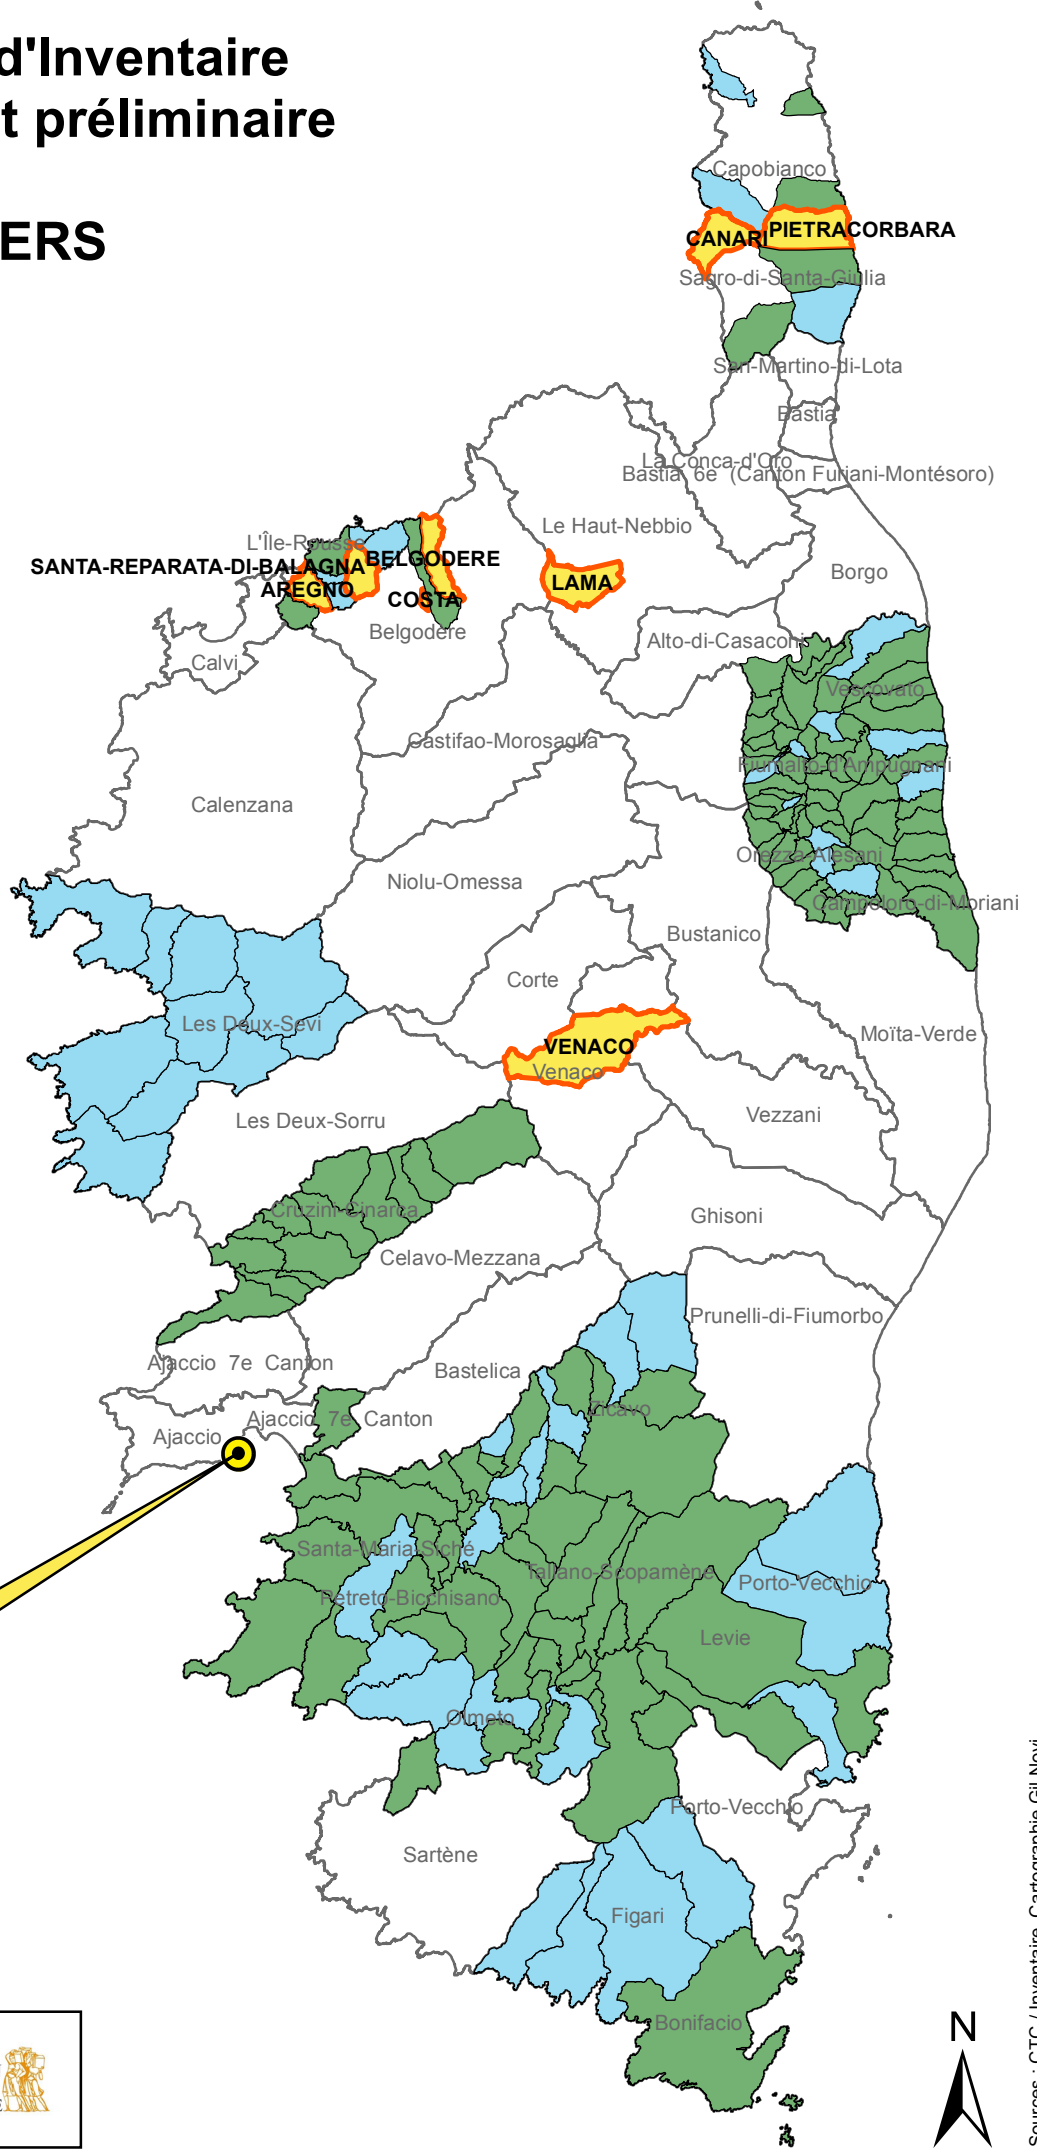 d'Inventaire
t préliminaire
ERS
Capobianco
PIETRACORBARA
CANARI
Sagro-di-Santa-Giulia
San-Martino-di-Lota
Bastia
La Conca-d'Oro
Bastia 6e (Canton Furiani-Montésoro)
Le Haut-Nebbio
L'Île-Rousse
BELGODERE
SANTA-REPARATA-DI-BALAGNA
Borgo
LAMA
AREGNO
COSTA
Belgodère
Alto-di-Casaconi
Calvi
Vescovato
Castifao-Morosaglia
Fiumalto-d'Ampugnani
Calenzana
Orezza-Alesani
Niolu-Omessa
Campoloro-di-Moriani
Bustanico
Corte
Les Deux-Sevi
Moïta-Verde
VENACO
Venaco
Vezzani
Les Deux-Sorru
Cruzini-Cinarca
Ghisoni
Celavo-Mezzana
Prunelli-di-Fiumorbo
Ajaccio 7e Canton
Bastelica
Zicavo
Ajaccio 7e Canton
Ajaccio
Santa-Maria-Siché
Tallano-Scopamène
Porto-Vecchio
Petreto-Bicchisano
Levie
Olmeto
Porto-Vecchio
Sartène
Figari
Bonifacio
N
Sources : CTC / Inventaire, Cartographie Gil Novi